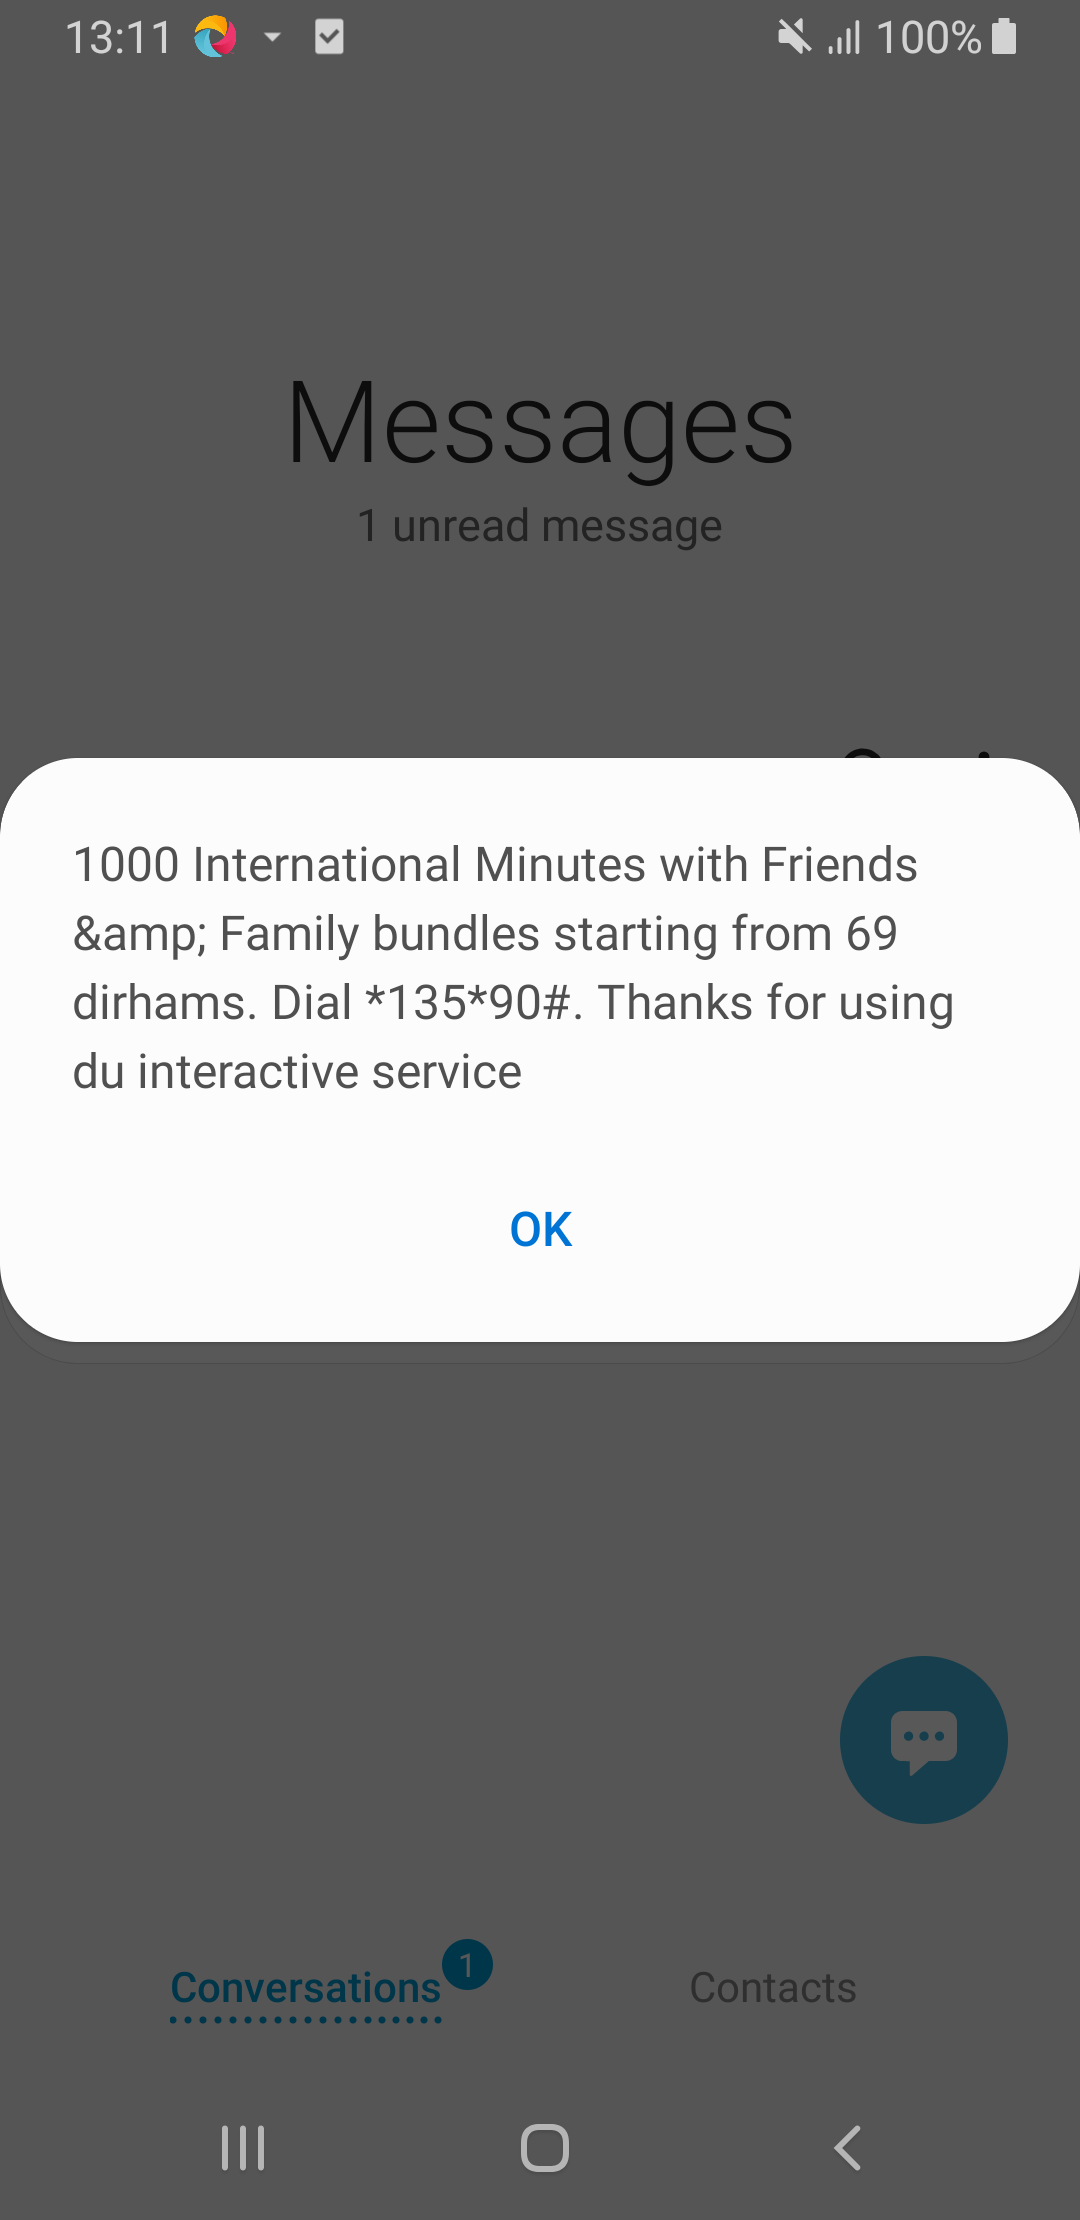 13:11
100%
Messages
1 unread message
1000 International Minutes with Friends
&amp; Family bundles starting from 69
dirhams. Dial *135*90#. Thanks for using
du interactive service
OK
Conversations
1
Contacts